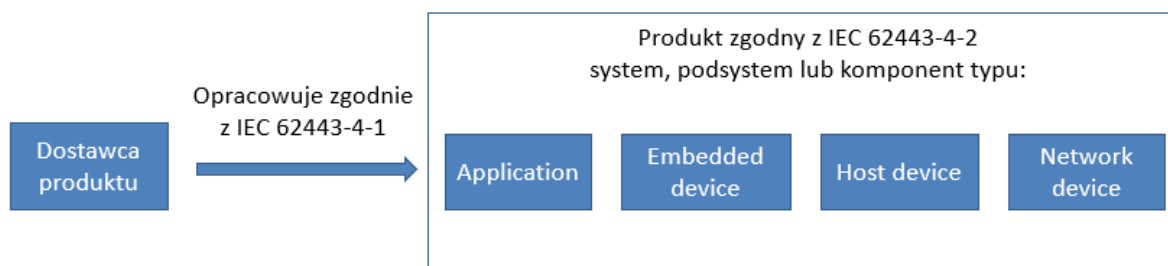 Produkt zgodny z IEC 62443-4-2
system, podsystem lub komponent typu:
Opracowuje zgodnie
z IEC 62443-4-1
Dostawca
produktu
Application
Embedded
device
Host device
Network
device